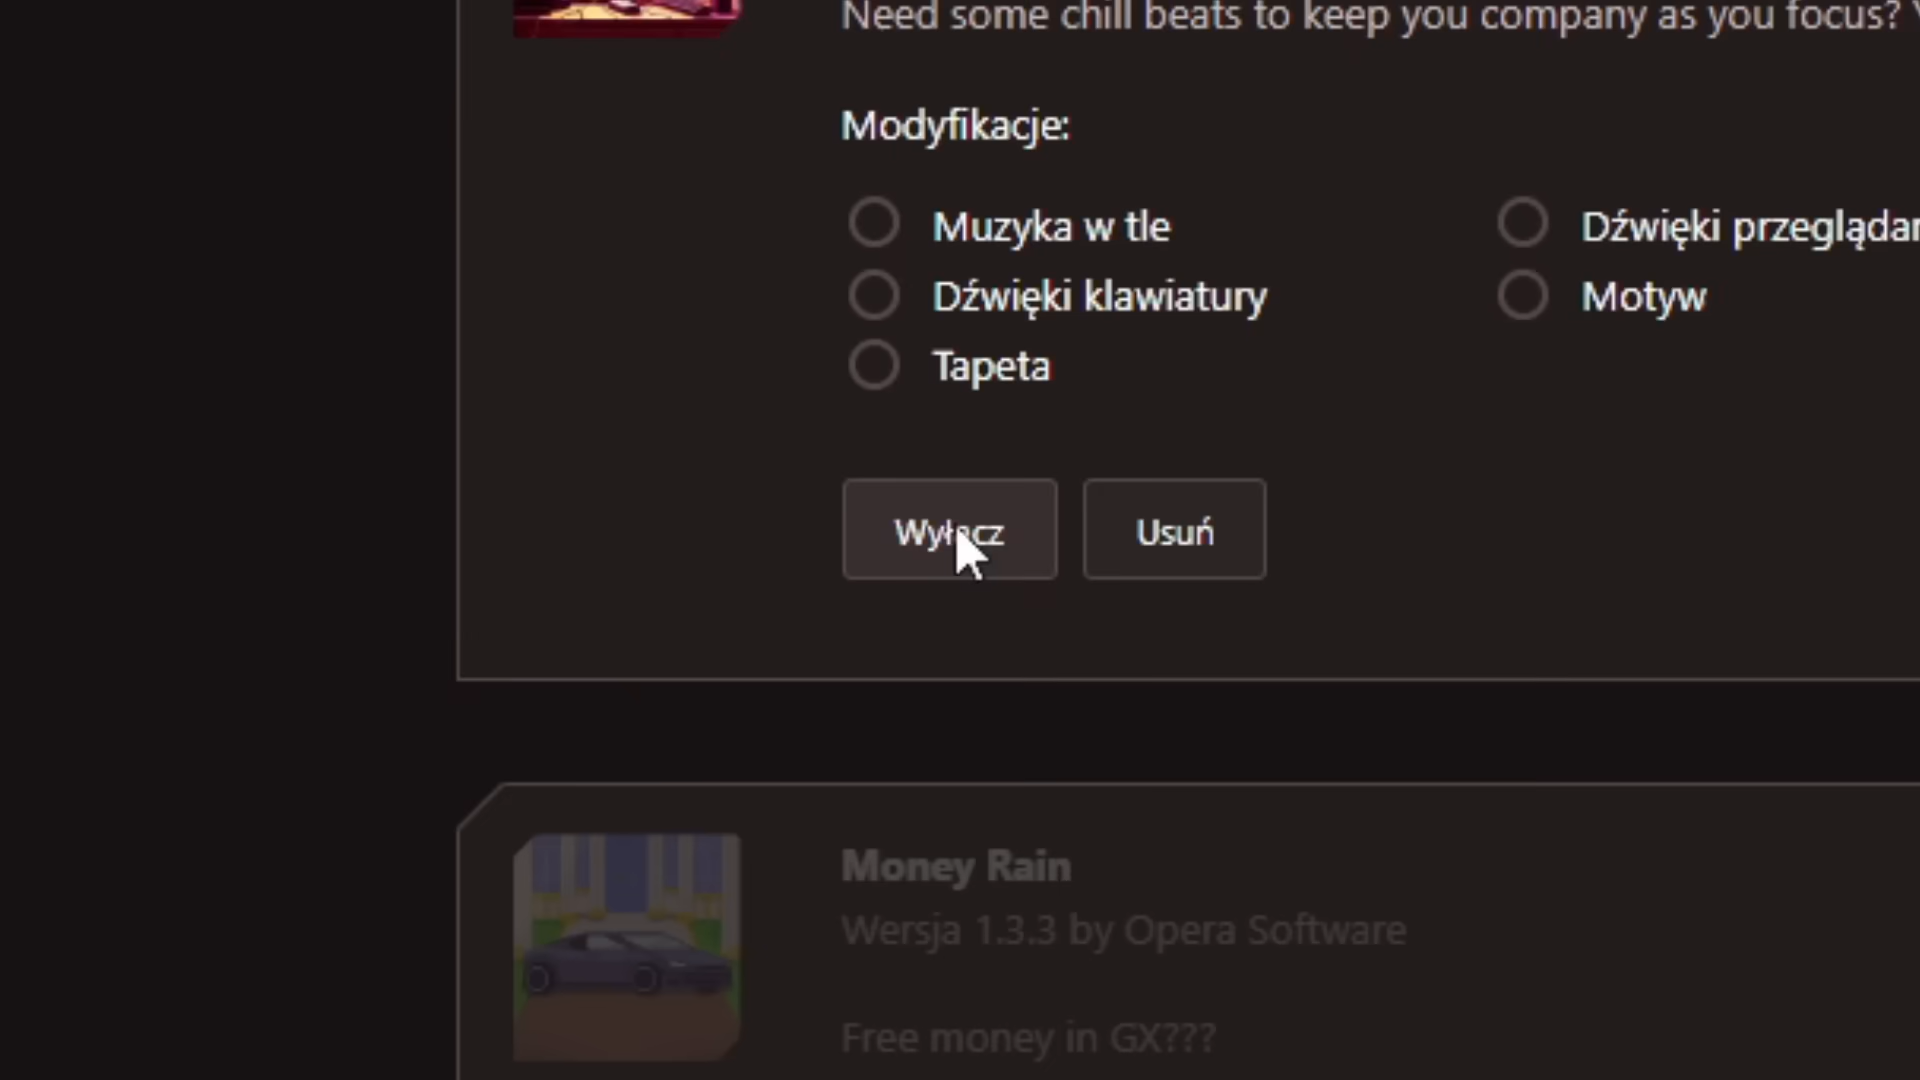 Need some chill beats to keep you company as you focus?
Modyfikacje:
Muzyka w tle
Dźwięki
Dźwięki klawiatury
Motyw
Tapeta
Wyłącz
Usuń
Money Rain
Wersja 1.3.3 by Opera Software
Free money in GX???